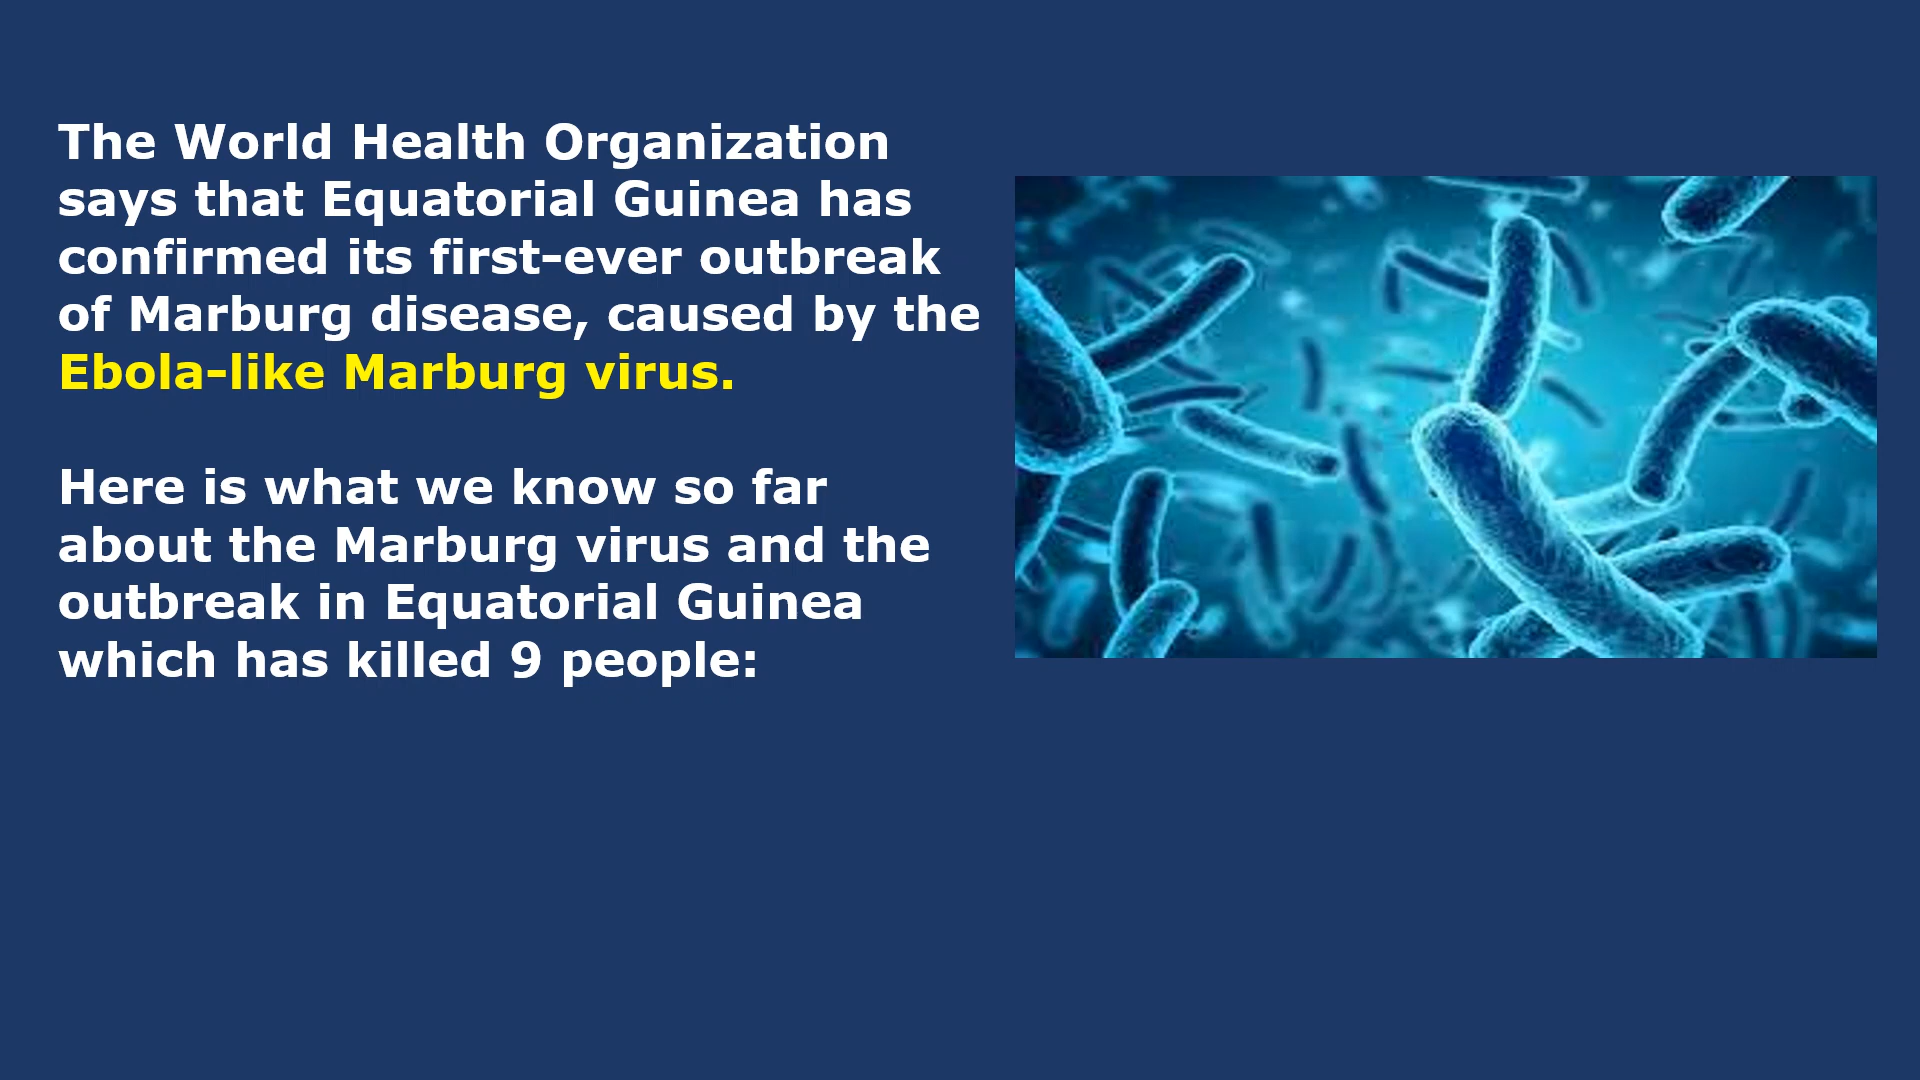 The World Health Organization
says that Equatorial Guinea has
confirmed its first-ever outbreak
of Marburg disease, caused by the
Ebola-like Marburg virus.
Here is what we know so far
about the Marburg virus and the
outbreak in Equatorial Guinea
which has killed 9 people: